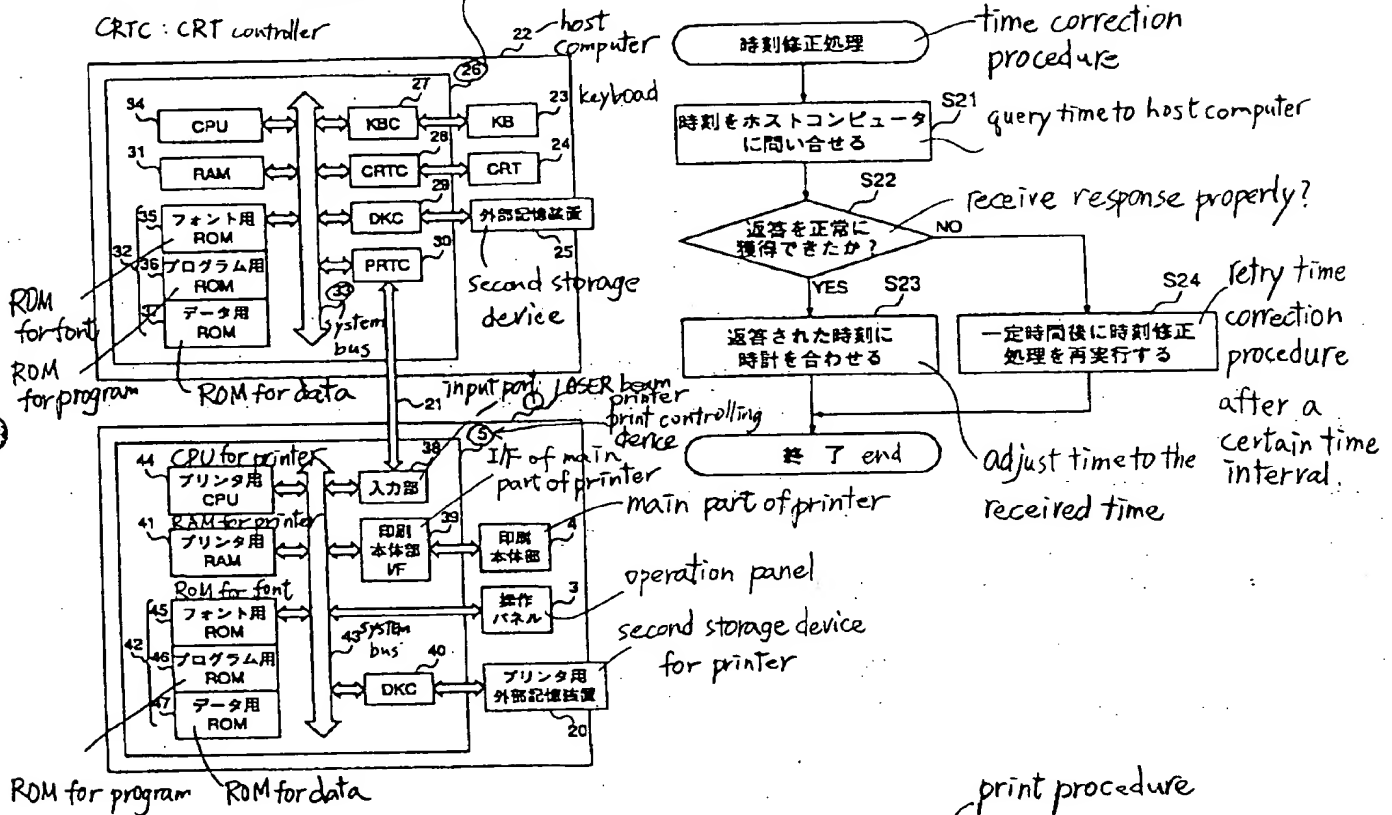 CRTC : CRT controller
22
host
computer
26
34
CPU
27
KBC
23
keyboad
KB
31
RAM
28
CRTC
24
CRT
35
フォント用
ROM
29
DKC
外部記憶装置
25
32
36
プログラム用
ROM
30
PRTC
second storage
device
37
データ用
ROM
33
system
bus
ROM
for font
ROM
for program
ROM for data
21
input part
1
LASER beam
printer
5
print controlling
device
CPU for printer
44
プリンタ用
CPU
38
入力部
I/F of main
part of printer
RAM for printer
41
プリンタ用
RAM
39
印刷
本体部
I/F
4
印刷
本体部
main part of printer
ROM for font
45
フォント用
ROM
3
操作
パネル
operation panel
42
46
プログラム用
ROM
43
system
bus
40
DKC
プリンタ用
外部記憶装置
20
second storage device
for printer
47
データ用
ROM
ROM for program
ROM for data
時刻修正処理
time correction
procedure
S21
時刻をホストコンピュータ
に問い合せる
query time to host computer
S22
返答を正常に
獲得できたか?
receive response properly?
NO
YES
S23
返答された時刻に
時計を合わせる
S24
一定時間後に時刻修正
処理を再実行する
retry time
correction
procedure
after a
certain time
interval.
終了 end
adjust time to the
received time
print procedure